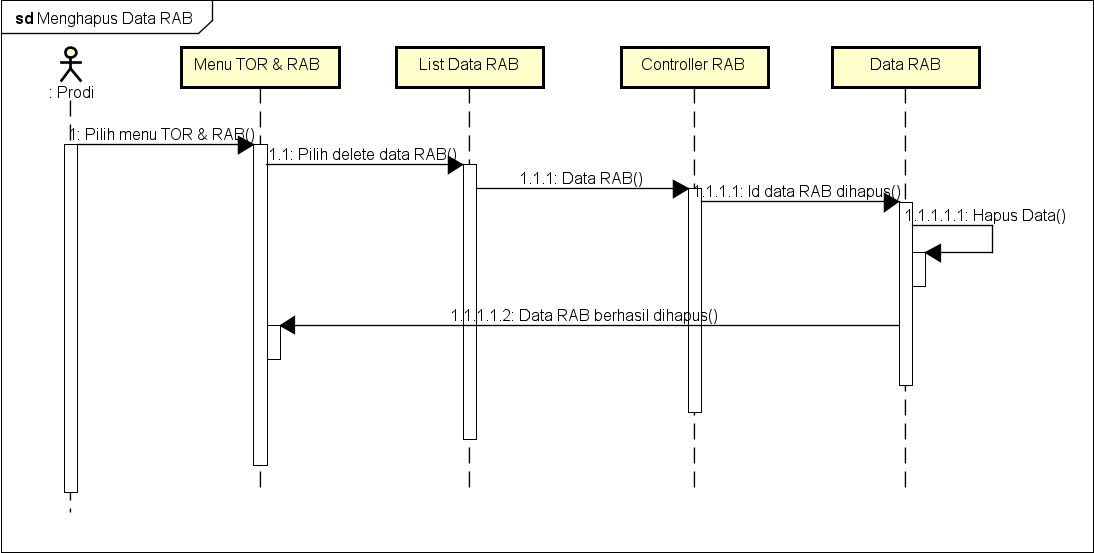 sd Menghapus Data RAB
: Prodi
Menu TOR & RAB
List Data RAB
Controller RAB
Data RAB
1: Pilih menu TOR & RAB()
1.1: Pilih delete data RAB()
1.1.1: Data RAB()
1.1.1.1: Id data RAB dihapus()
1.1.1.1.1: Hapus Data()
1.1.1.1.2: Data RAB berhasil dihapus()